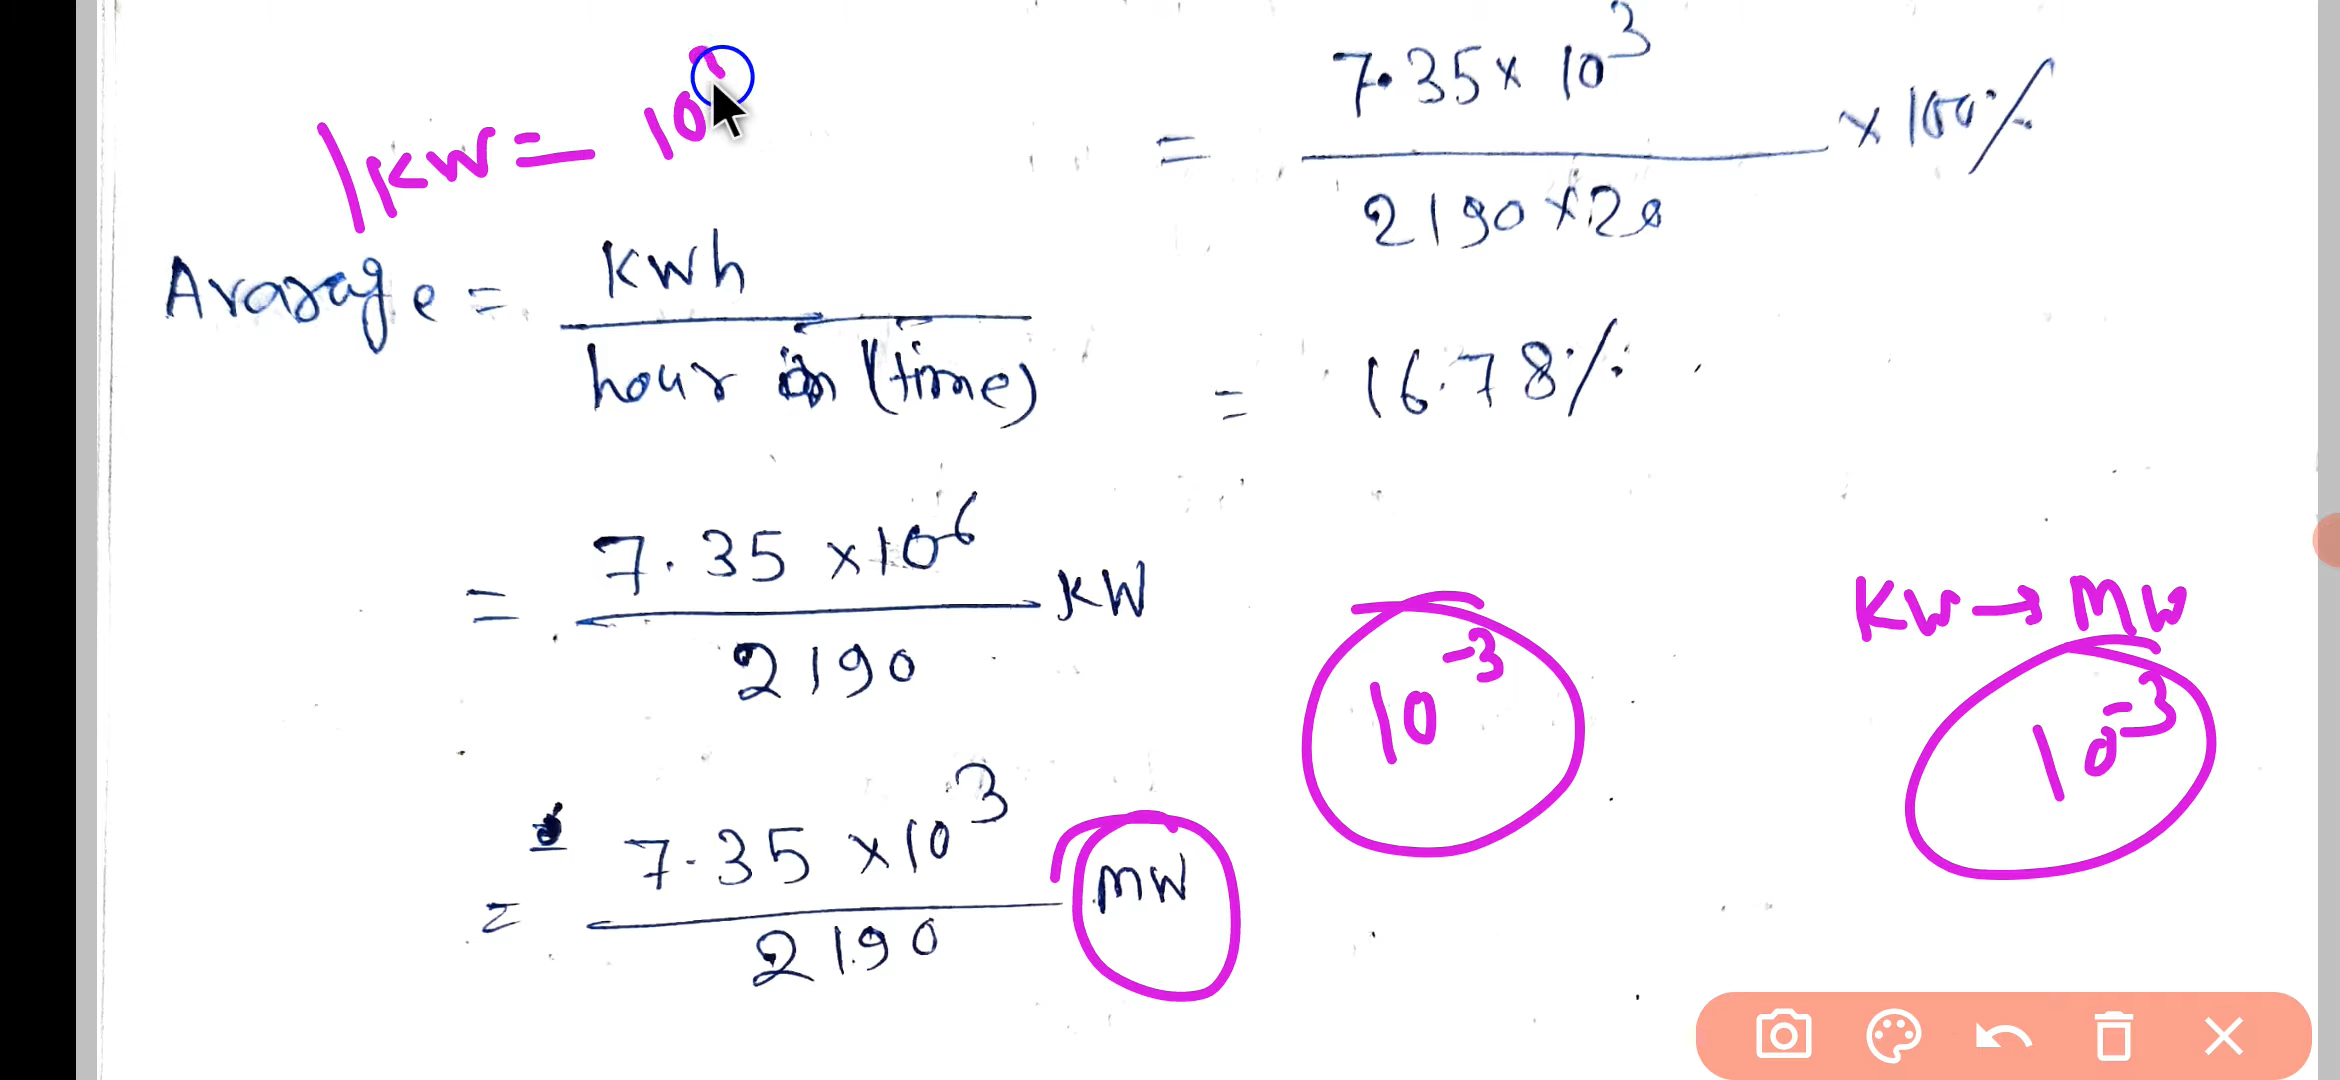 1KW = 10
7.35 x 10^3
= ―――― x 100%
2190 x 20
Avarage = KWh
hour in (time)
= 16.78%
= 7.35 x 10^6 KW
2190
KW → MW
10^-3
10^-3
= 7.35 x 10^3 MW
2190